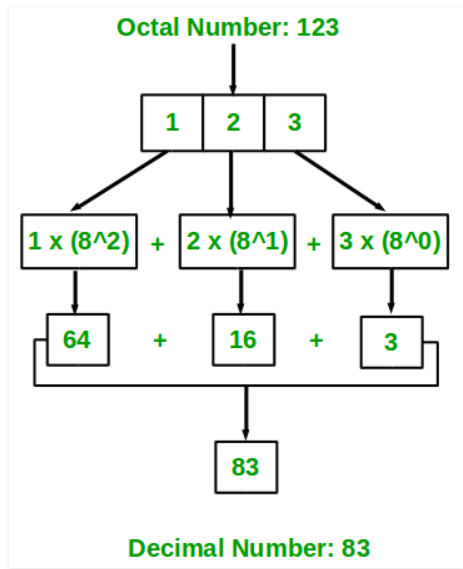 Octal Number: 123
1 2 3
1 x (8^2) + 2 x (8^1) + 3 x (8^0)
64 + 16 + 3
83
Decimal Number: 83